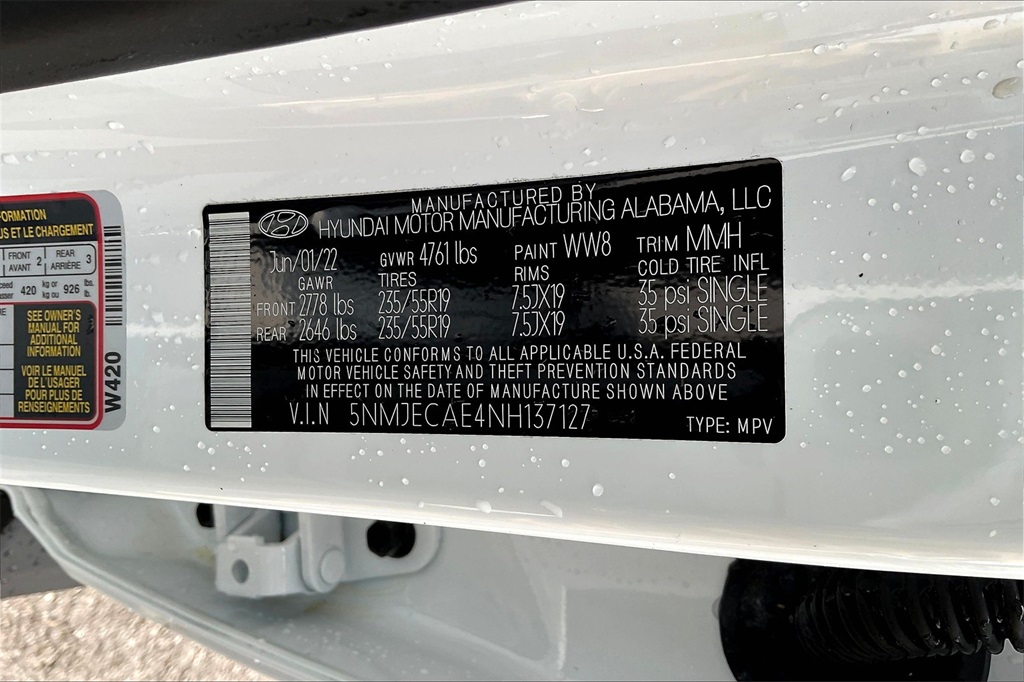 FORMATION
US ET LE CHARGEMENT
FRONT AVANT 2 REAR ARRIÈRE 3
420 kg or kg ou 926 lbs
SEE OWNER'S
MANUAL FOR
ADDITIONAL
INFORMATION
VOIR LE MANUEL
DE L'USAGER
POUR PLUS DE
RENSEIGNEMENTS
W420
MANUFACTURED BY
HYUNDAI MOTOR MANUFACTURING ALABAMA, LLC
Jun/01/22 GVWR 4761 lbs PAINT WW8 TRIM MMH
GAWR TIRES RIMS COLD TIRE INFL
FRONT 2778 lbs 235/55R19 7.5JX19 35 psi SINGLE
REAR 2646 lbs 235/55R19 7.5JX19 35 psi SINGLE
THIS VEHICLE CONFORMS TO ALL APPLICABLE U.S.A. FEDERAL
MOTOR VEHICLE SAFETY AND THEFT PREVENTION STANDARDS
IN EFFECT ON THE DATE OF MANUFACTURE SHOWN ABOVE
V.I.N 5NMJECAE4NH137127 TYPE: MPV